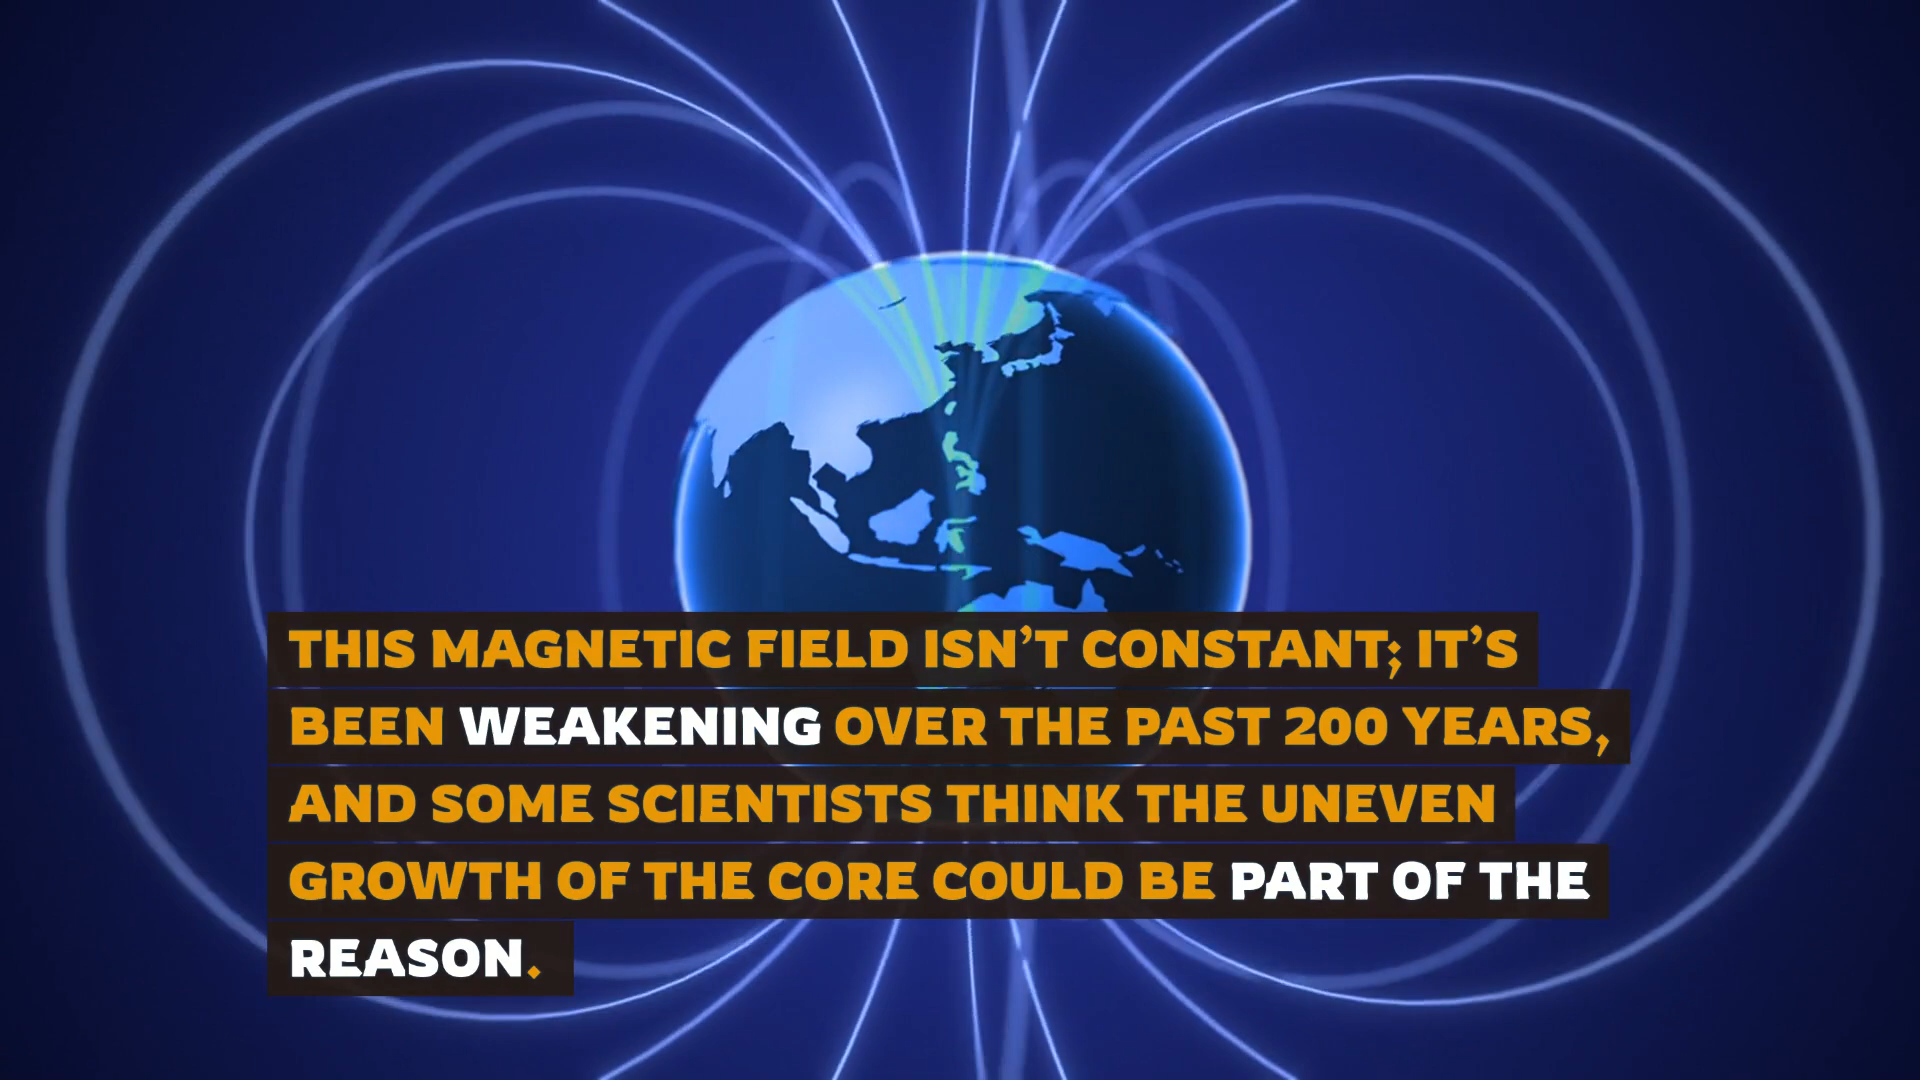 THIS MAGNETIC FIELD ISN’T CONSTANT; IT’S
BEEN WEAKENING OVER THE PAST 200 YEARS,
AND SOME SCIENTISTS THINK THE UNEVEN
GROWTH OF THE CORE COULD BE PART OF THE
REASON.